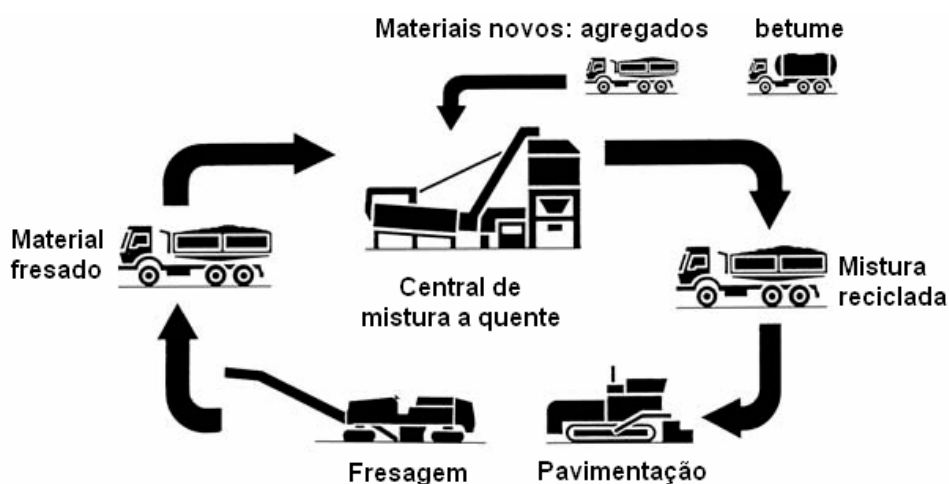 Materiais novos: agregados betume
Material
fresado
Central de
mistura a quente
Mistura
reciclada
Fresagem
Pavimentação